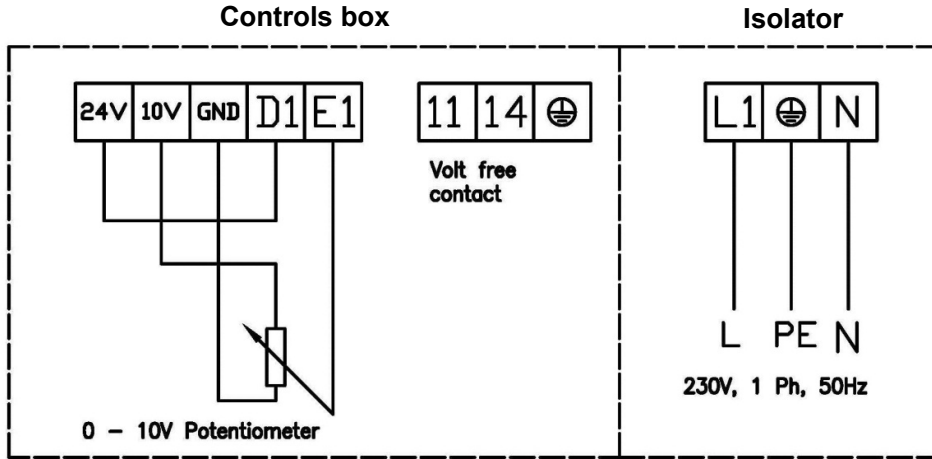 Controls box
Isolator
24V 10V GND D1 E1
11 14
L1 N
Volt free
contact
L PE N
230V, 1 Ph, 50Hz
0 - 10V Potentiometer